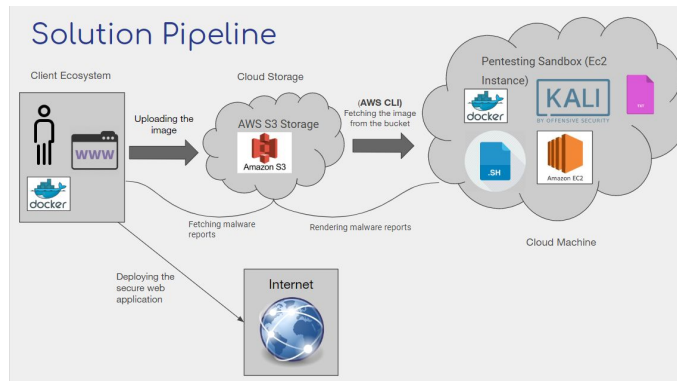 Solution Pipeline
Client Ecosystem
Cloud Storage
Pentesting Sandbox (Ec2
Instance)
Uploading the
image
(AWS CLI)
Fetching the image
from the bucket
AWS S3 Storage
Amazon S3
WWW
docker
docker
KALI
BY OFFENSIVE SECURITY
.SH
Amazon EC2
Fetching malware
reports
Rendering malware reports
Cloud Machine
Deploying the
secure web
application
Internet